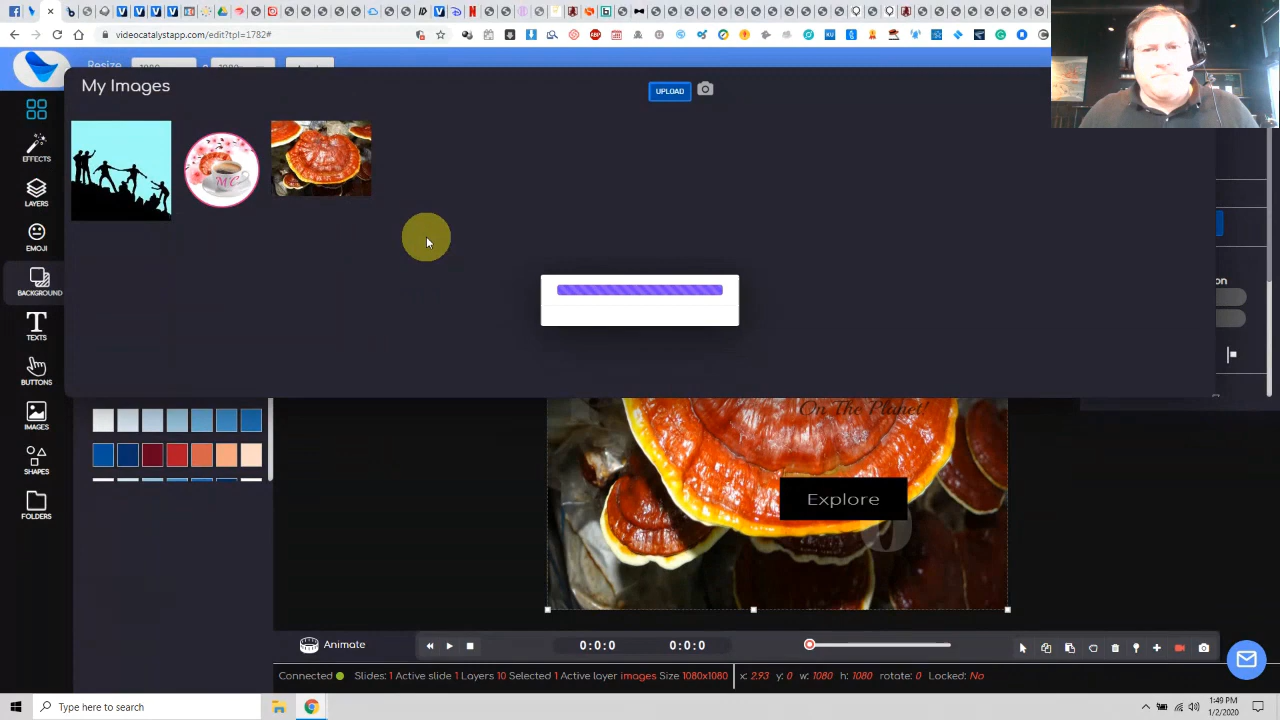 videocatalystapp.com/edit?tpl=1782#
Resize
My Images
UPLOAD
MC
EFFECTS
LAYERS
EMOJI
BACKGROUND
TEXTS
BUTTONS
IMAGES
SHAPES
FOLDERS
on
On The Planet!
Explore
Animate
0:0:0
0:0:0
Connected
Slides: 1 Active slide 1 Layers 10 Selected 1 Active layer images Size 1080x1080
x: 2.93 y: 0 w: 1080 h: 1080 rotate: 0 Locked: No
Type here to search
1:49 PM
1/2/2020